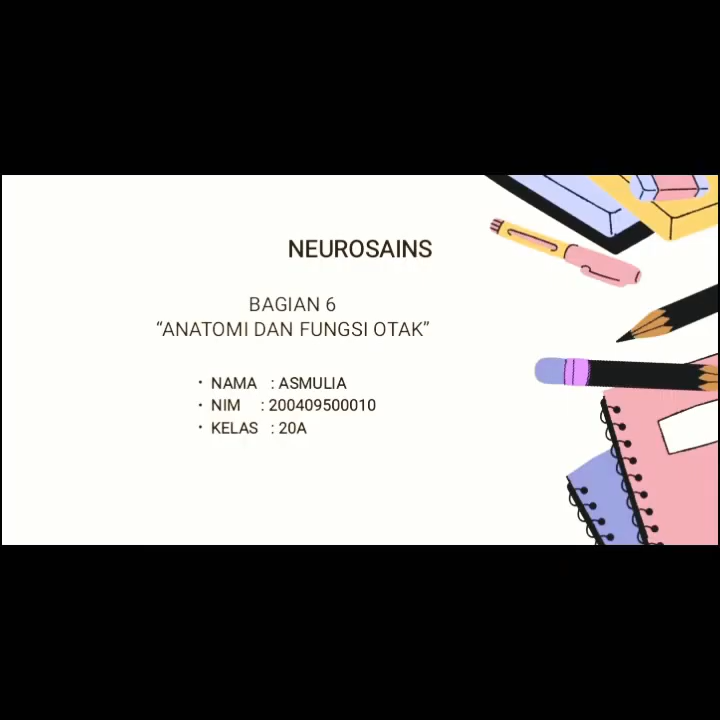 NEUROSAINS
BAGIAN 6
“ANATOMI DAN FUNGSI OTAK”
• NAMA : ASMULIA
• NIM : 200409500010
• KELAS : 20A